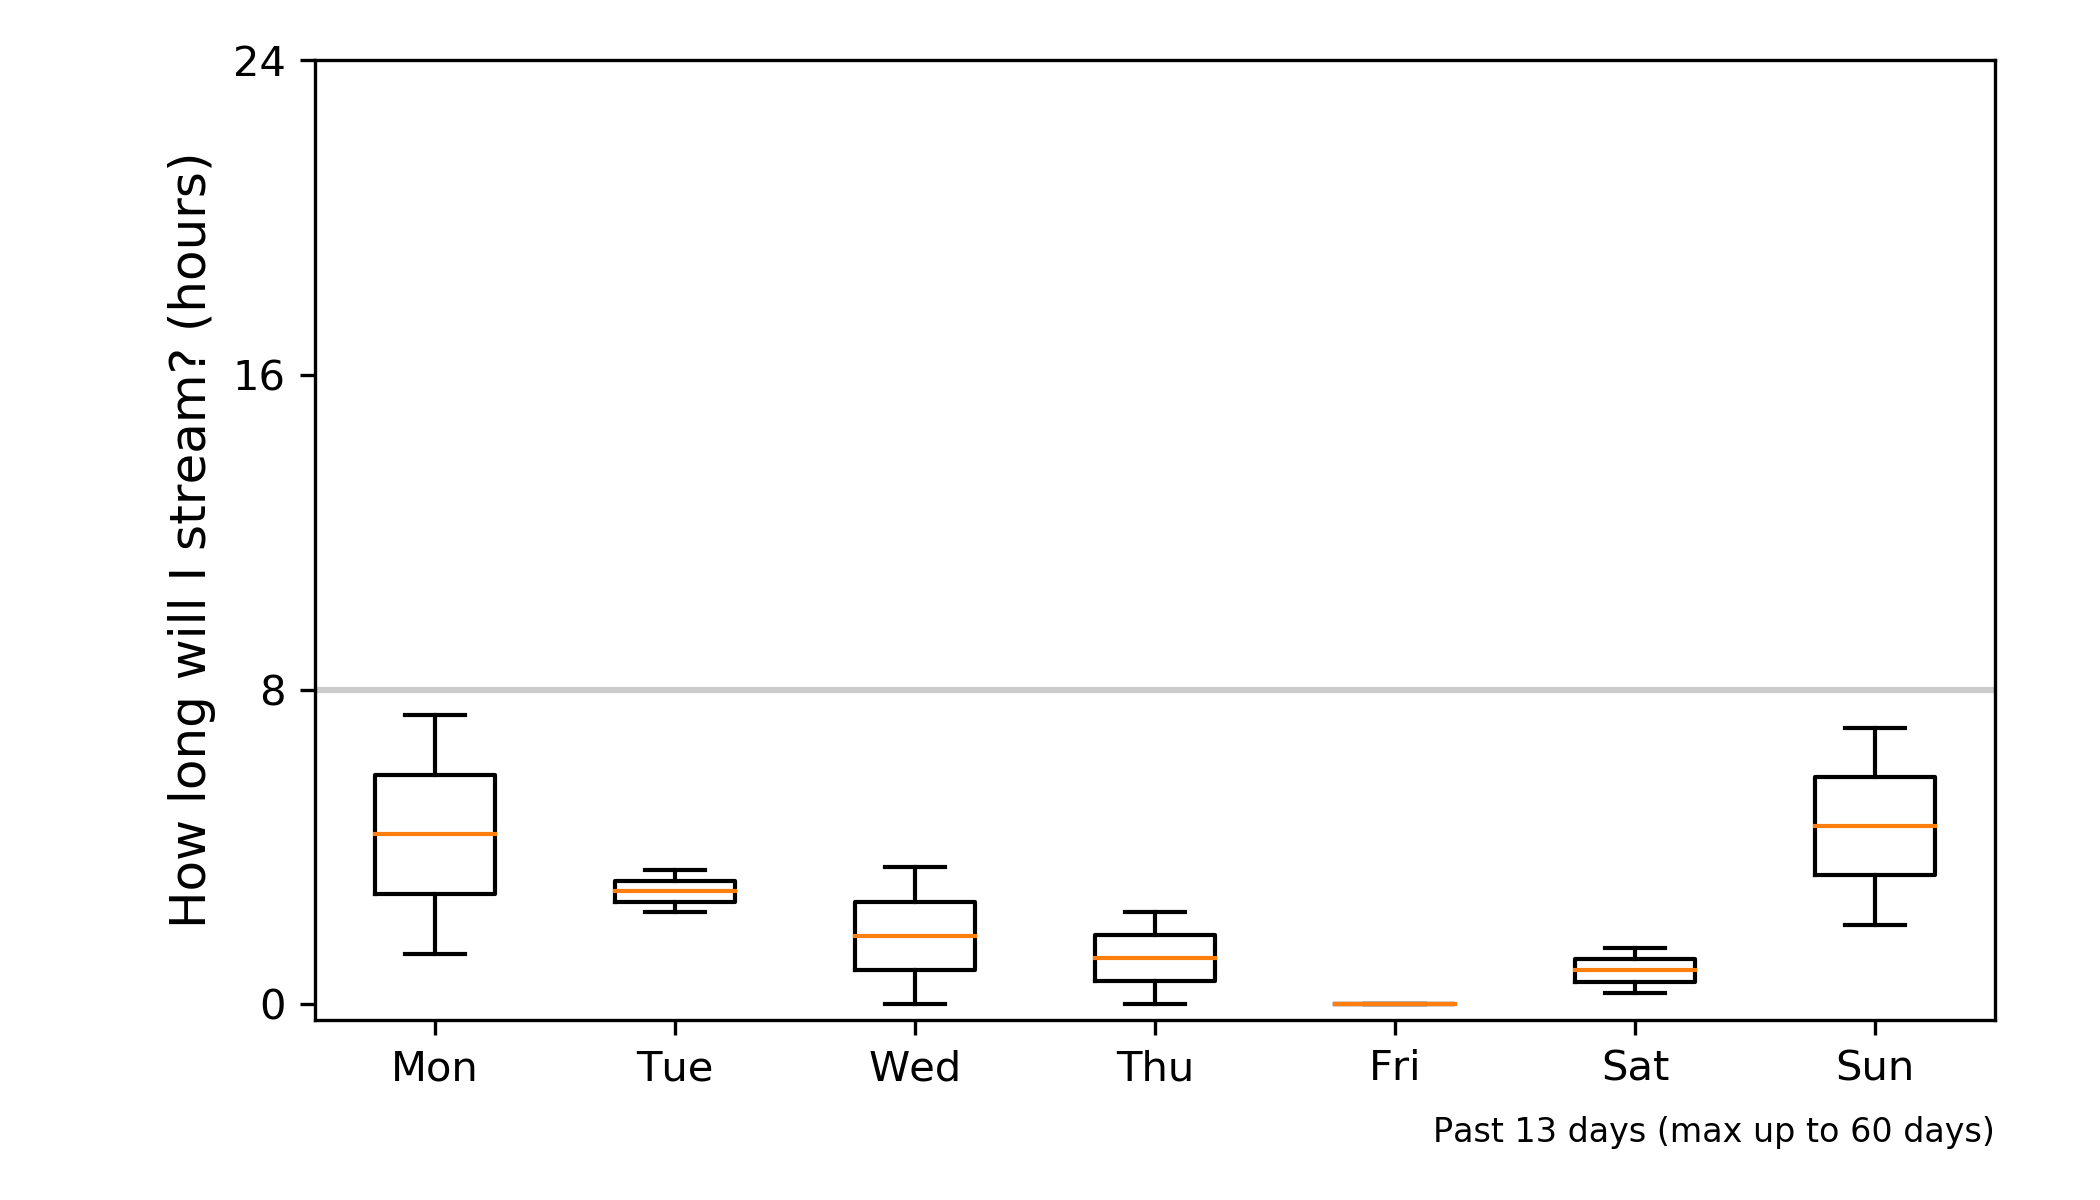 How long will I stream? (hours)
24
16
8
0
Mon Tue Wed Thu Fri Sat Sun
Past 13 days (max up to 60 days)